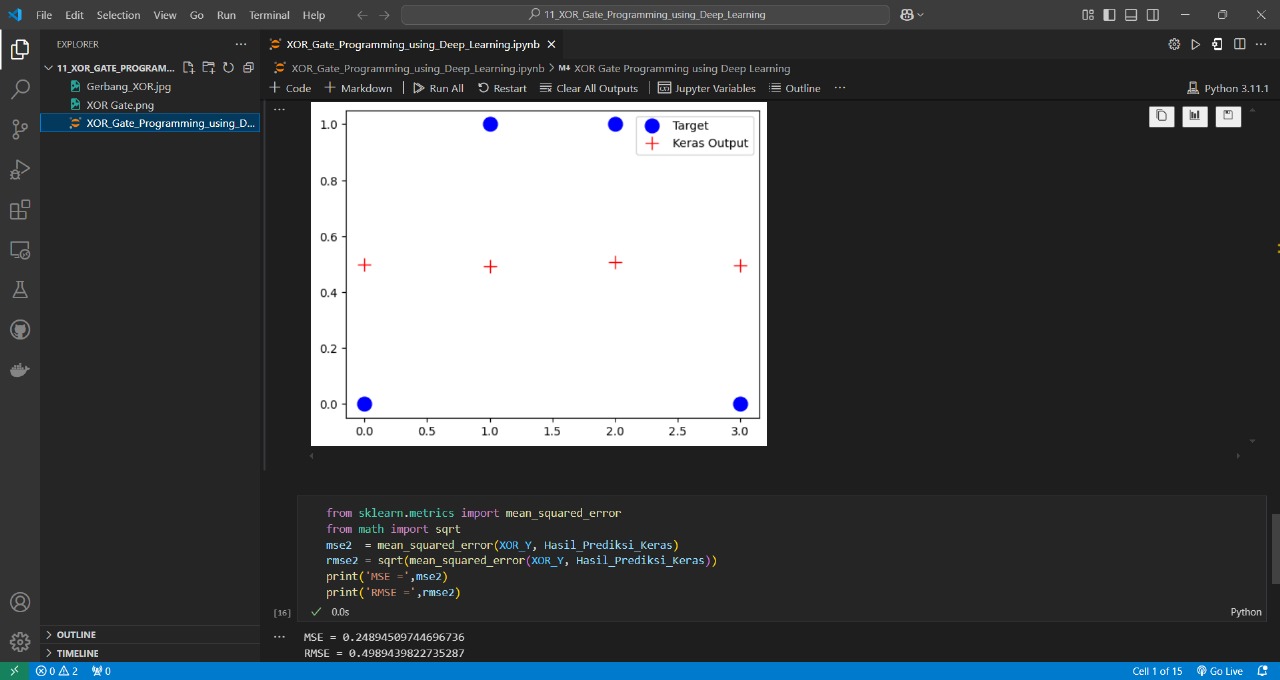 File Edit Selection View Go Run Terminal Help
11_XOR_Gate_Programming_using_Deep_Learning
EXPLORER
11_XOR_GATE_PROGRAM...
Gerbang_XOR.jpg
XOR Gate.png
XOR_Gate_Programming_using_D...
OUTLINE
TIMELINE
XOR_Gate_Programming_using_Deep_Learning.ipynb
XOR_Gate_Programming_using_Deep_Learning.ipynb > M↓ XOR Gate Programming using Deep Learning
+ Code + Markdown Run All Restart Clear All Outputs Jupyter Variables Outline ...
Python 3.11.1
Target
Keras Output
1.0
0.8
0.6
0.4
0.2
0.0
0.0 0.5 1.0 1.5 2.0 2.5 3.0
from sklearn.metrics import mean_squared_error
from math import sqrt
mse2  = mean_squared_error(XOR_Y, Hasil_Prediksi_Keras)
rmse2 = sqrt(mean_squared_error(XOR_Y, Hasil_Prediksi_Keras))
print('MSE =',mse2)
print('RMSE =',rmse2)
[16] 0.0s Python
MSE = 0.24894509744696736
RMSE = 0.4989439822735287
0 2 0 Cell 1 of 15 Go Live